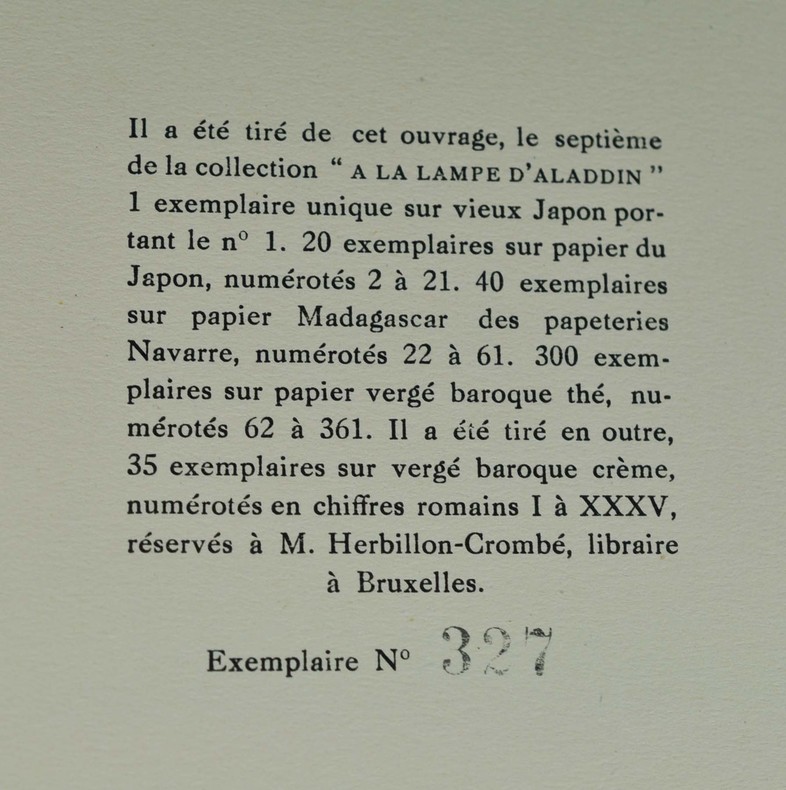 Il a été tiré de cet ouvrage, le septième
de la collection “ A LA LAMPE D’ALADDIN ”
1 exemplaire unique sur vieux Japon por-
tant le nº 1. 20 exemplaires sur papier du
Japon, numérotés 2 à 21. 40 exemplaires
sur papier Madagascar des papeteries
Navarre, numérotés 22 à 61. 300 exem-
plaires sur papier vergé baroque thé, nu-
mérotés 62 à 361. Il a été tiré en outre,
35 exemplaires sur vergé baroque crème,
numérotés en chiffres romains I à XXXV,
réservés à M. Herbillon-Crombé, libraire
à Bruxelles.
Exemplaire Nº 327